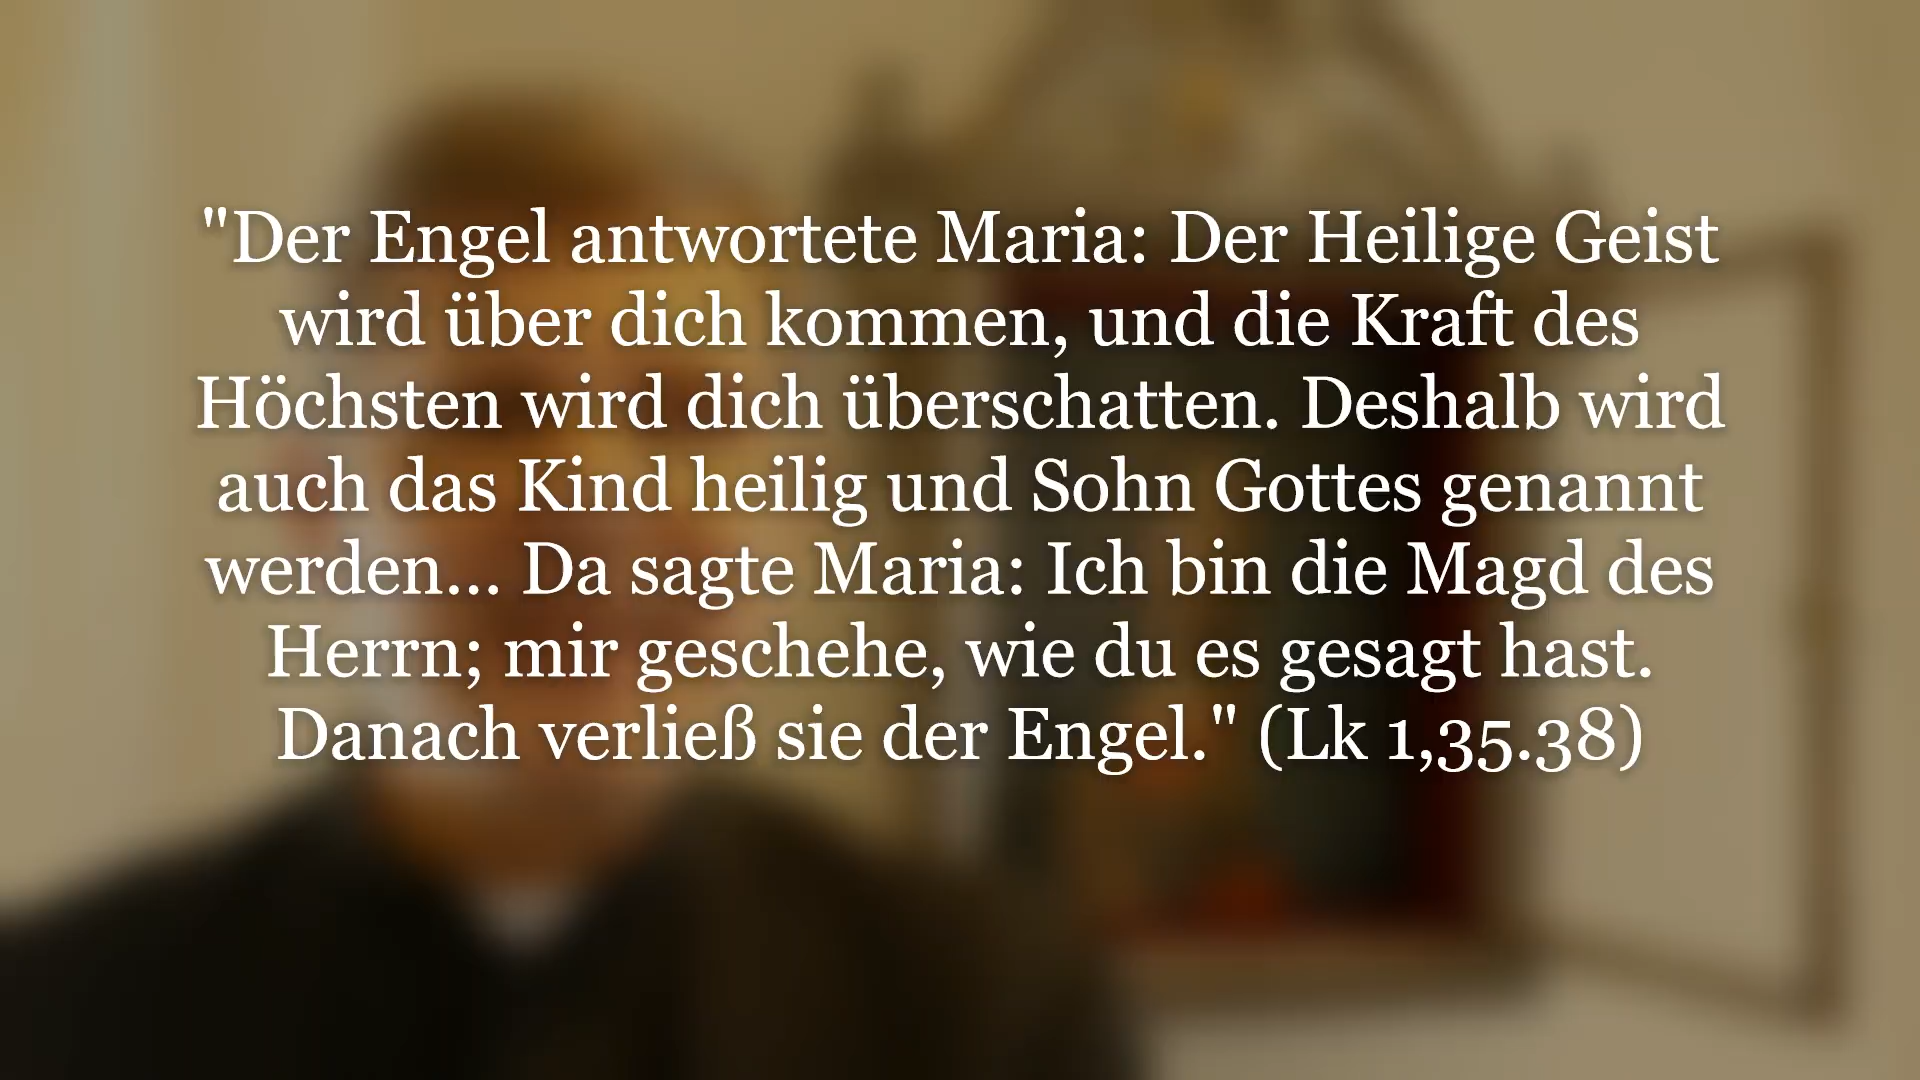 "Der Engel antwortete Maria: Der Heilige Geist
wird über dich kommen, und die Kraft des
Höchsten wird dich überschatten. Deshalb wird
auch das Kind heilig und Sohn Gottes genannt
werden... Da sagte Maria: Ich bin die Magd des
Herrn; mir geschehe, wie du es gesagt hast.
Danach verließ sie der Engel." (Lk 1,35.38)